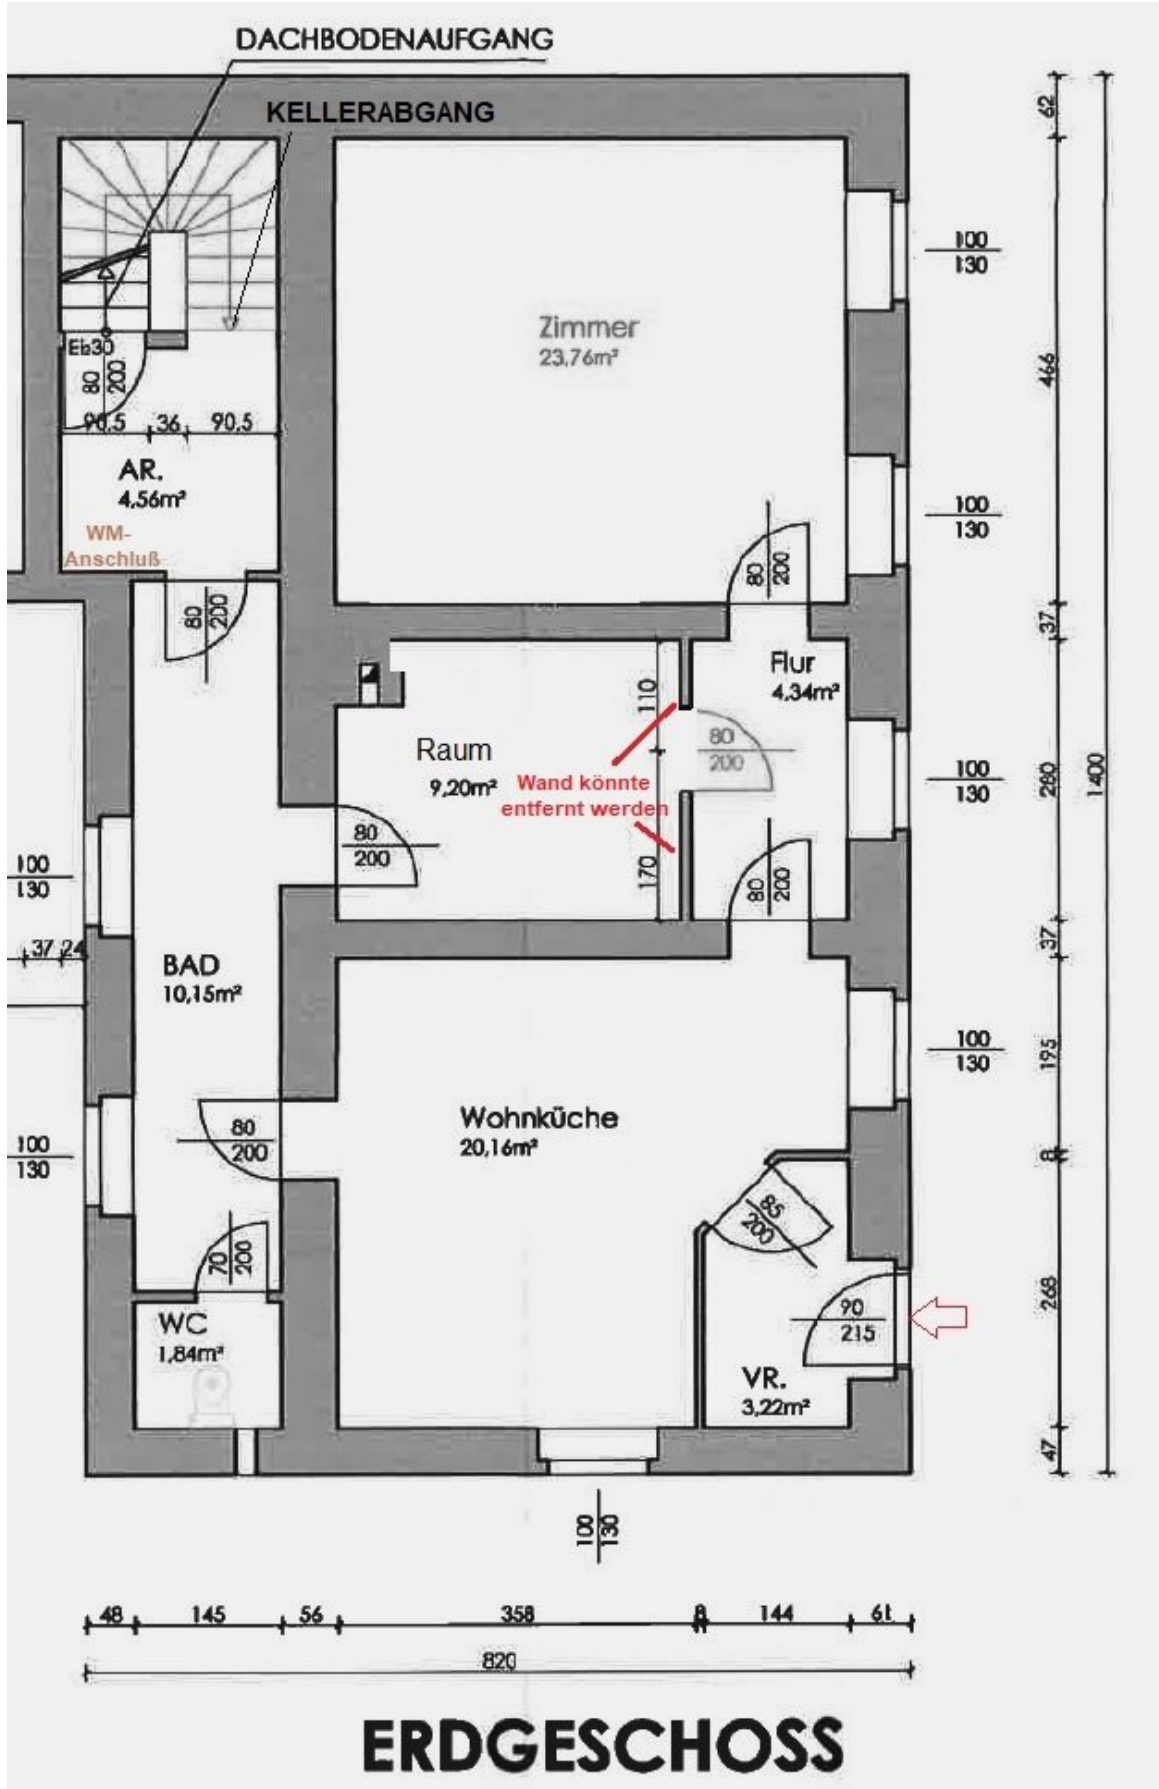 DACHBODENAUFGANG
KELLERABGANG
62
100
130
Zimmer
23,76m²
Eb30
80
200
466
90,5
36
90,5
AR.
4,56m²
WM-
Anschluß
100
130
80
200
80
200
37
Flur
4,34m²
110
Raum
9,20m²
80
200
Wand könnte
entfernt werden
100
130
280
1400
80
200
170
80
200
100
130
37
24
37
BAD
10,15m²
100
130
195
Wohnküche
20,16m²
80
200
100
130
8
85
200
70
200
268
WC
1,84m²
90
215
VR.
3,22m²
47
100
130
48
145
56
358
8
144
61
820
ERDGESCHOSS